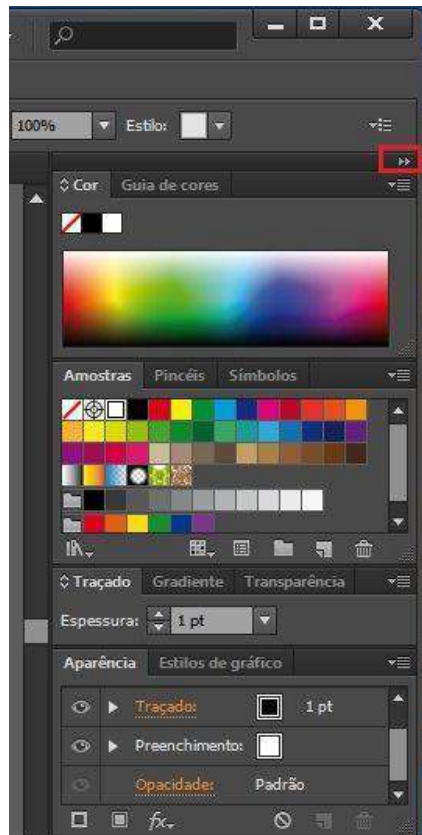 100% Estilo:
Cor Guia de cores
Amostras Pincéis Símbolos
Traçado Gradiente Transparência
Espessura: 1 pt
Aparência Estilos de gráfico
Traçado: 1 pt
Preenchimento:
Opacidade: Padrão
fx